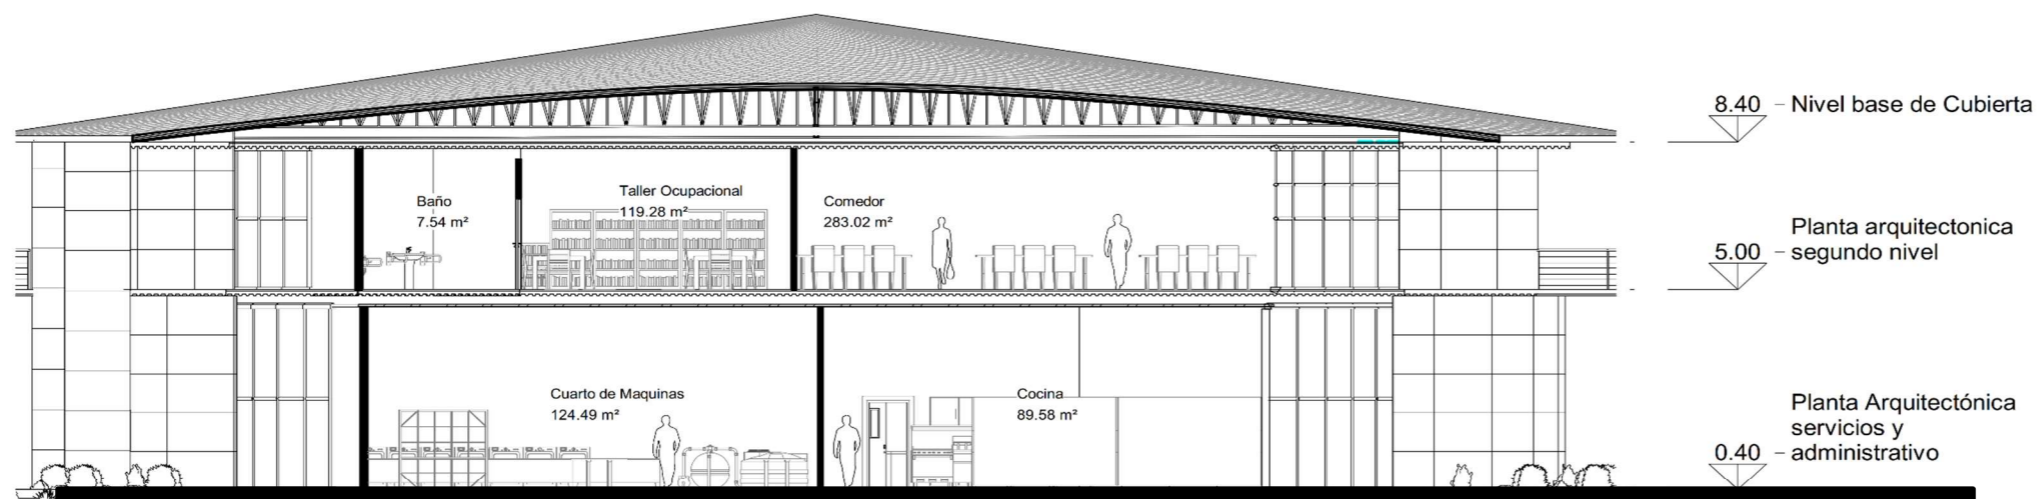 8.40 Nivel base de Cubierta
Baño
7.54 m²
Taller Ocupacional
119.28 m²
Comedor
283.02 m²
Planta arquitectonica
5.00 segundo nivel
Cuarto de Maquinas
124.49 m²
Cocina
89.58 m²
Planta Arquitectónica
servicios y
0.40 administrativo